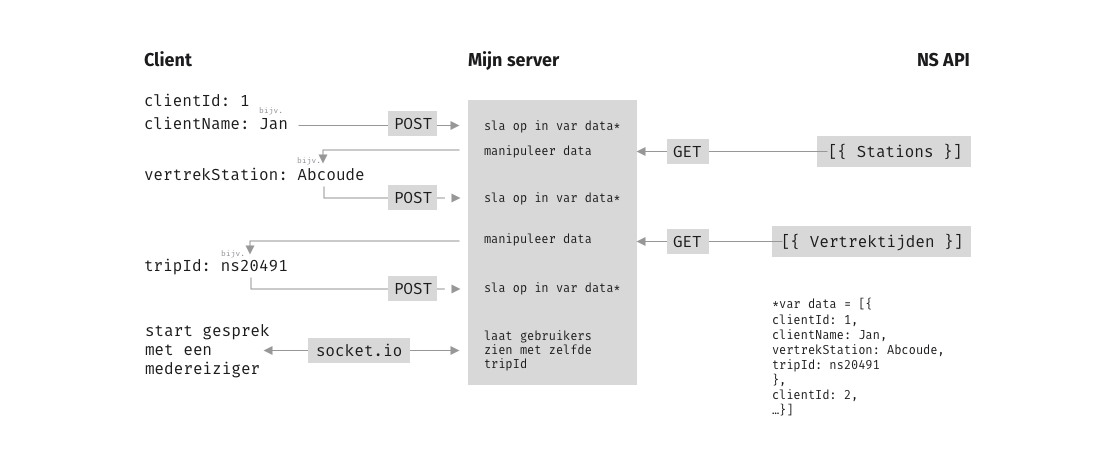 Client
Mijn server
NS API
clientId: 1
bijv.
clientName: Jan
POST
sla op in var data*
manipuleer data
GET
[{ Stations }]
bijv.
vertrekStation: Abcoude
POST
sla op in var data*
manipuleer data
GET
[{ Vertrektijden }]
bijv.
tripId: ns20491
POST
sla op in var data*
start gesprek
met een
medereiziger
socket.io
laat gebruikers
zien met zelfde
tripId
*var data = [{
clientId: 1,
clientName: Jan,
vertrekStation: Abcoude,
tripId: ns20491
},
clientId: 2,
…}]